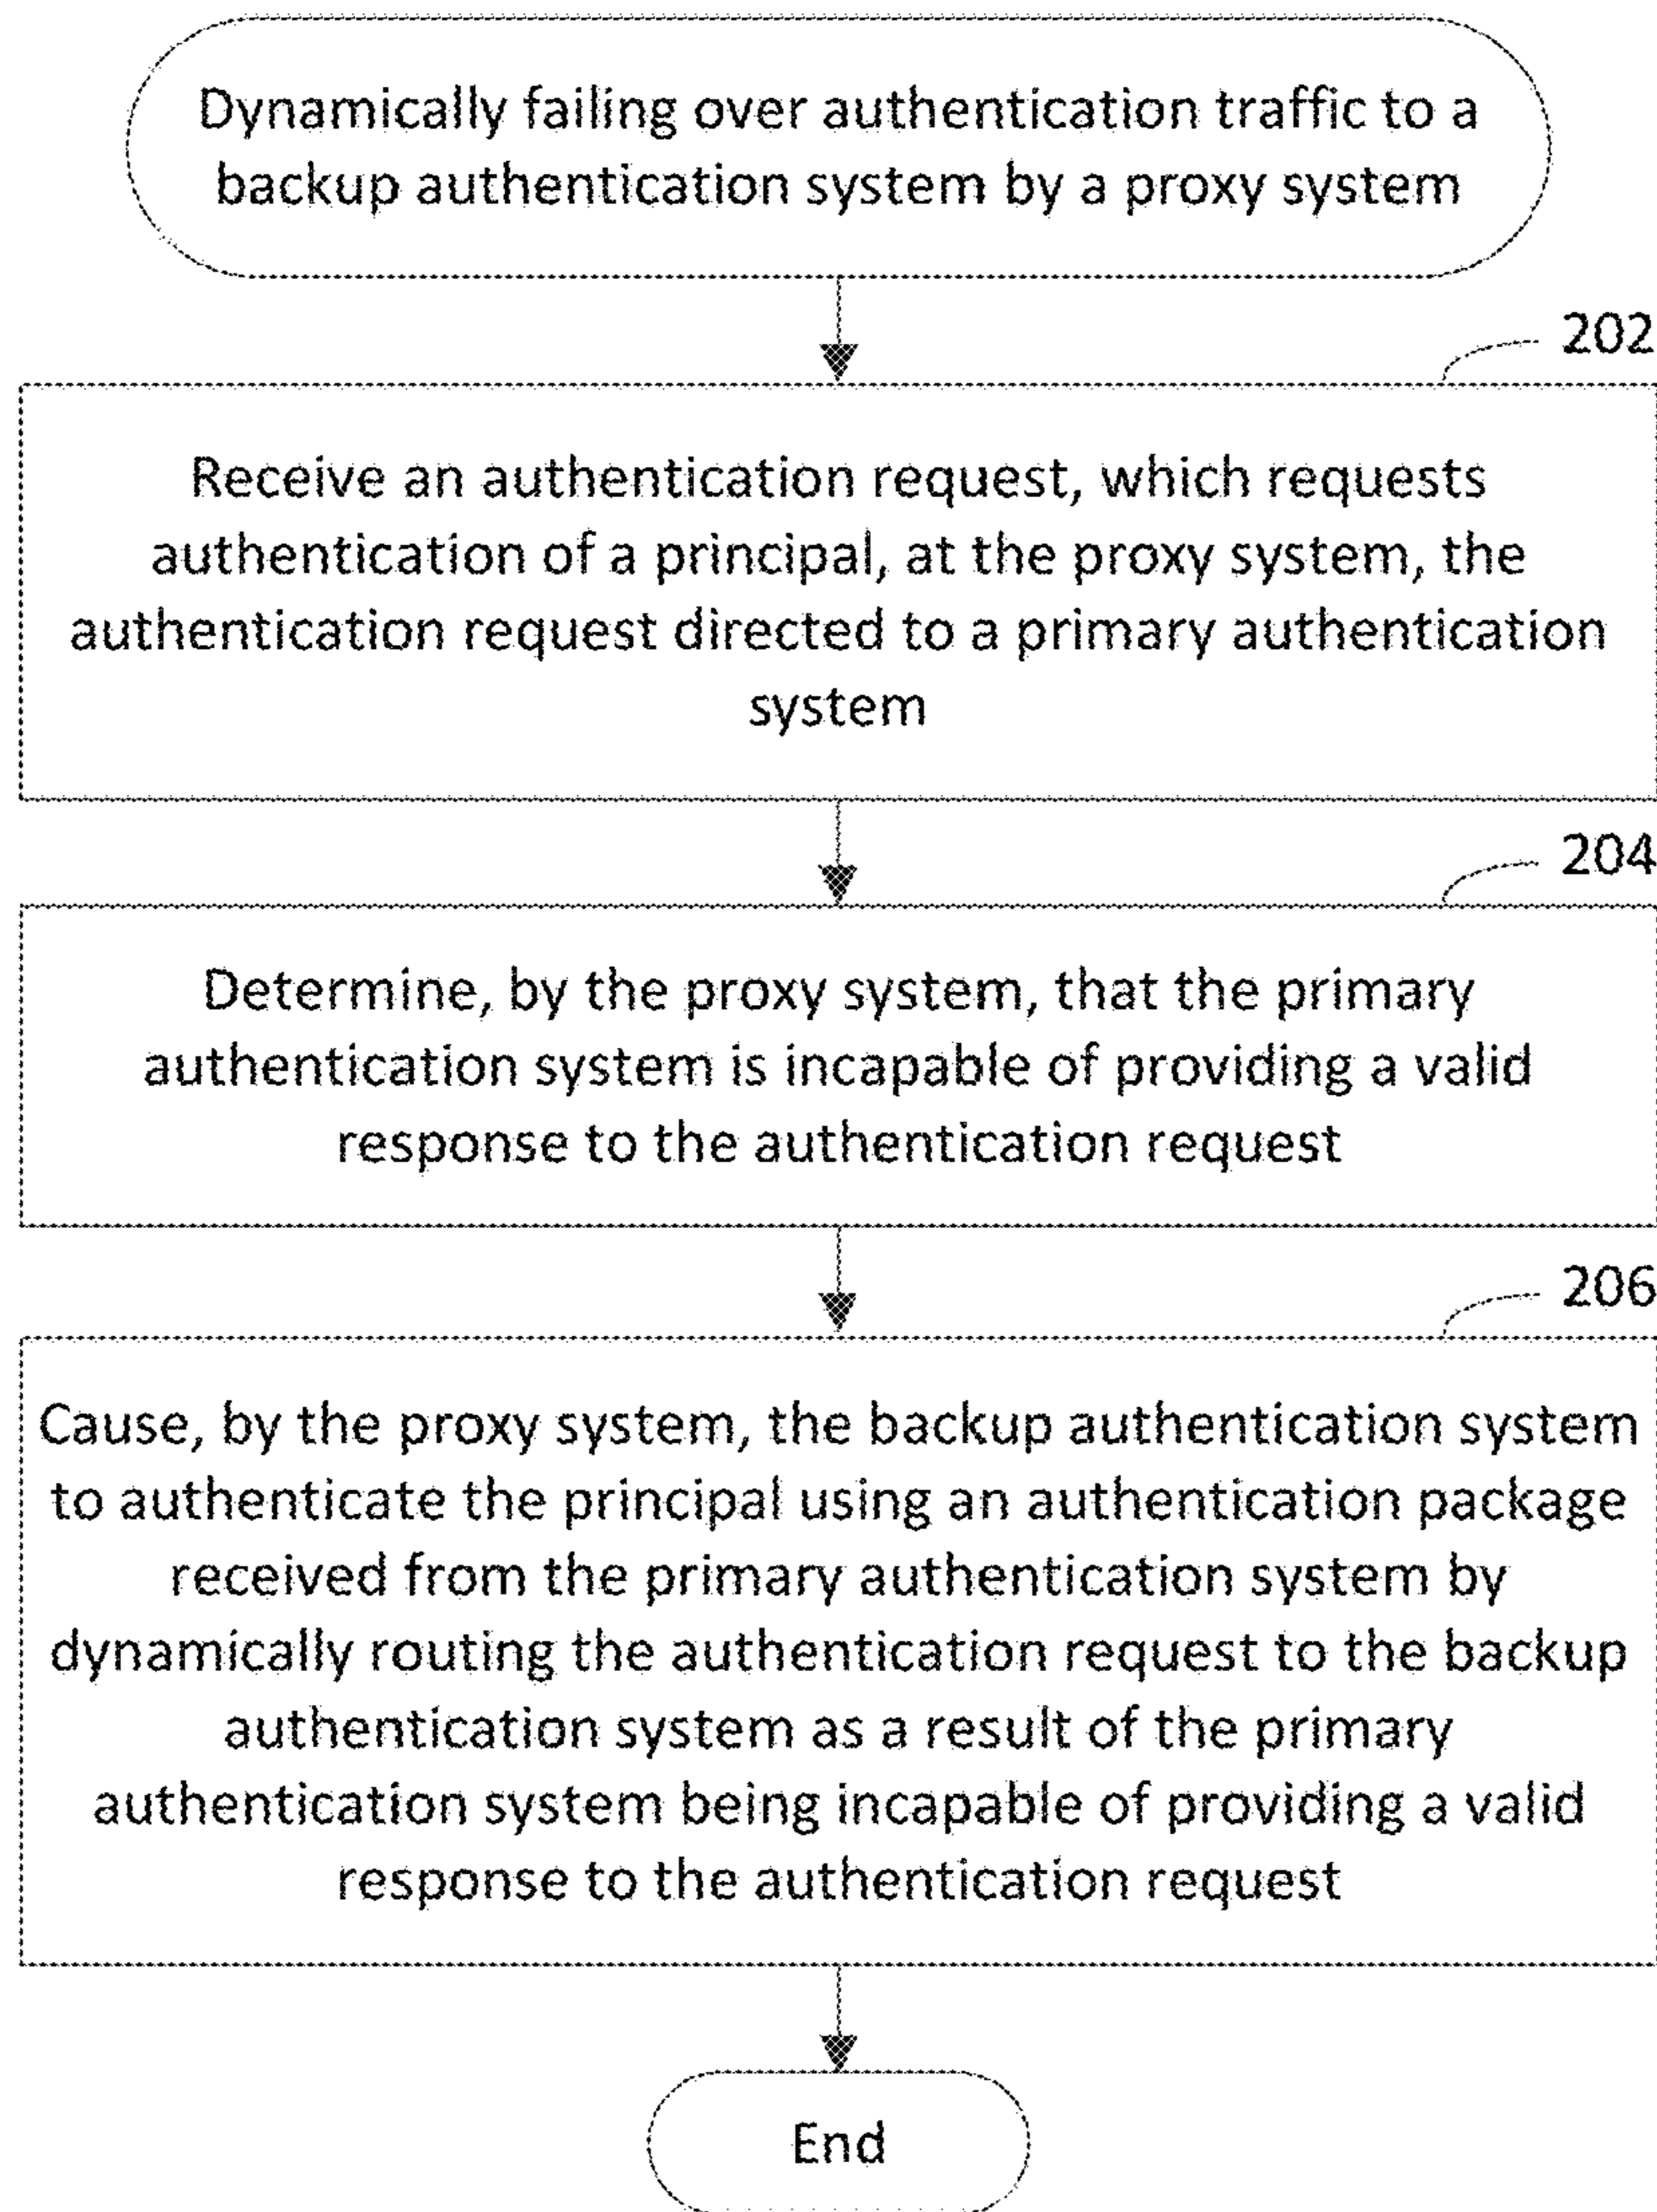 Dynamically failing over authentication traffic to a
backup authentication system by a proxy system
202
Receive an authentication request, which requests
authentication of a principal, at the proxy system, the
authentication request directed to a primary authentication
system
204
Determine, by the proxy system, that the primary
authentication system is incapable of providing a valid
response to the authentication request
206
Cause, by the proxy system, the backup authentication system
to authenticate the principal using an authentication package
received from the primary authentication system by
dynamically routing the authentication request to the backup
authentication system as a result of the primary
authentication system being incapable of providing a valid
response to the authentication request
End